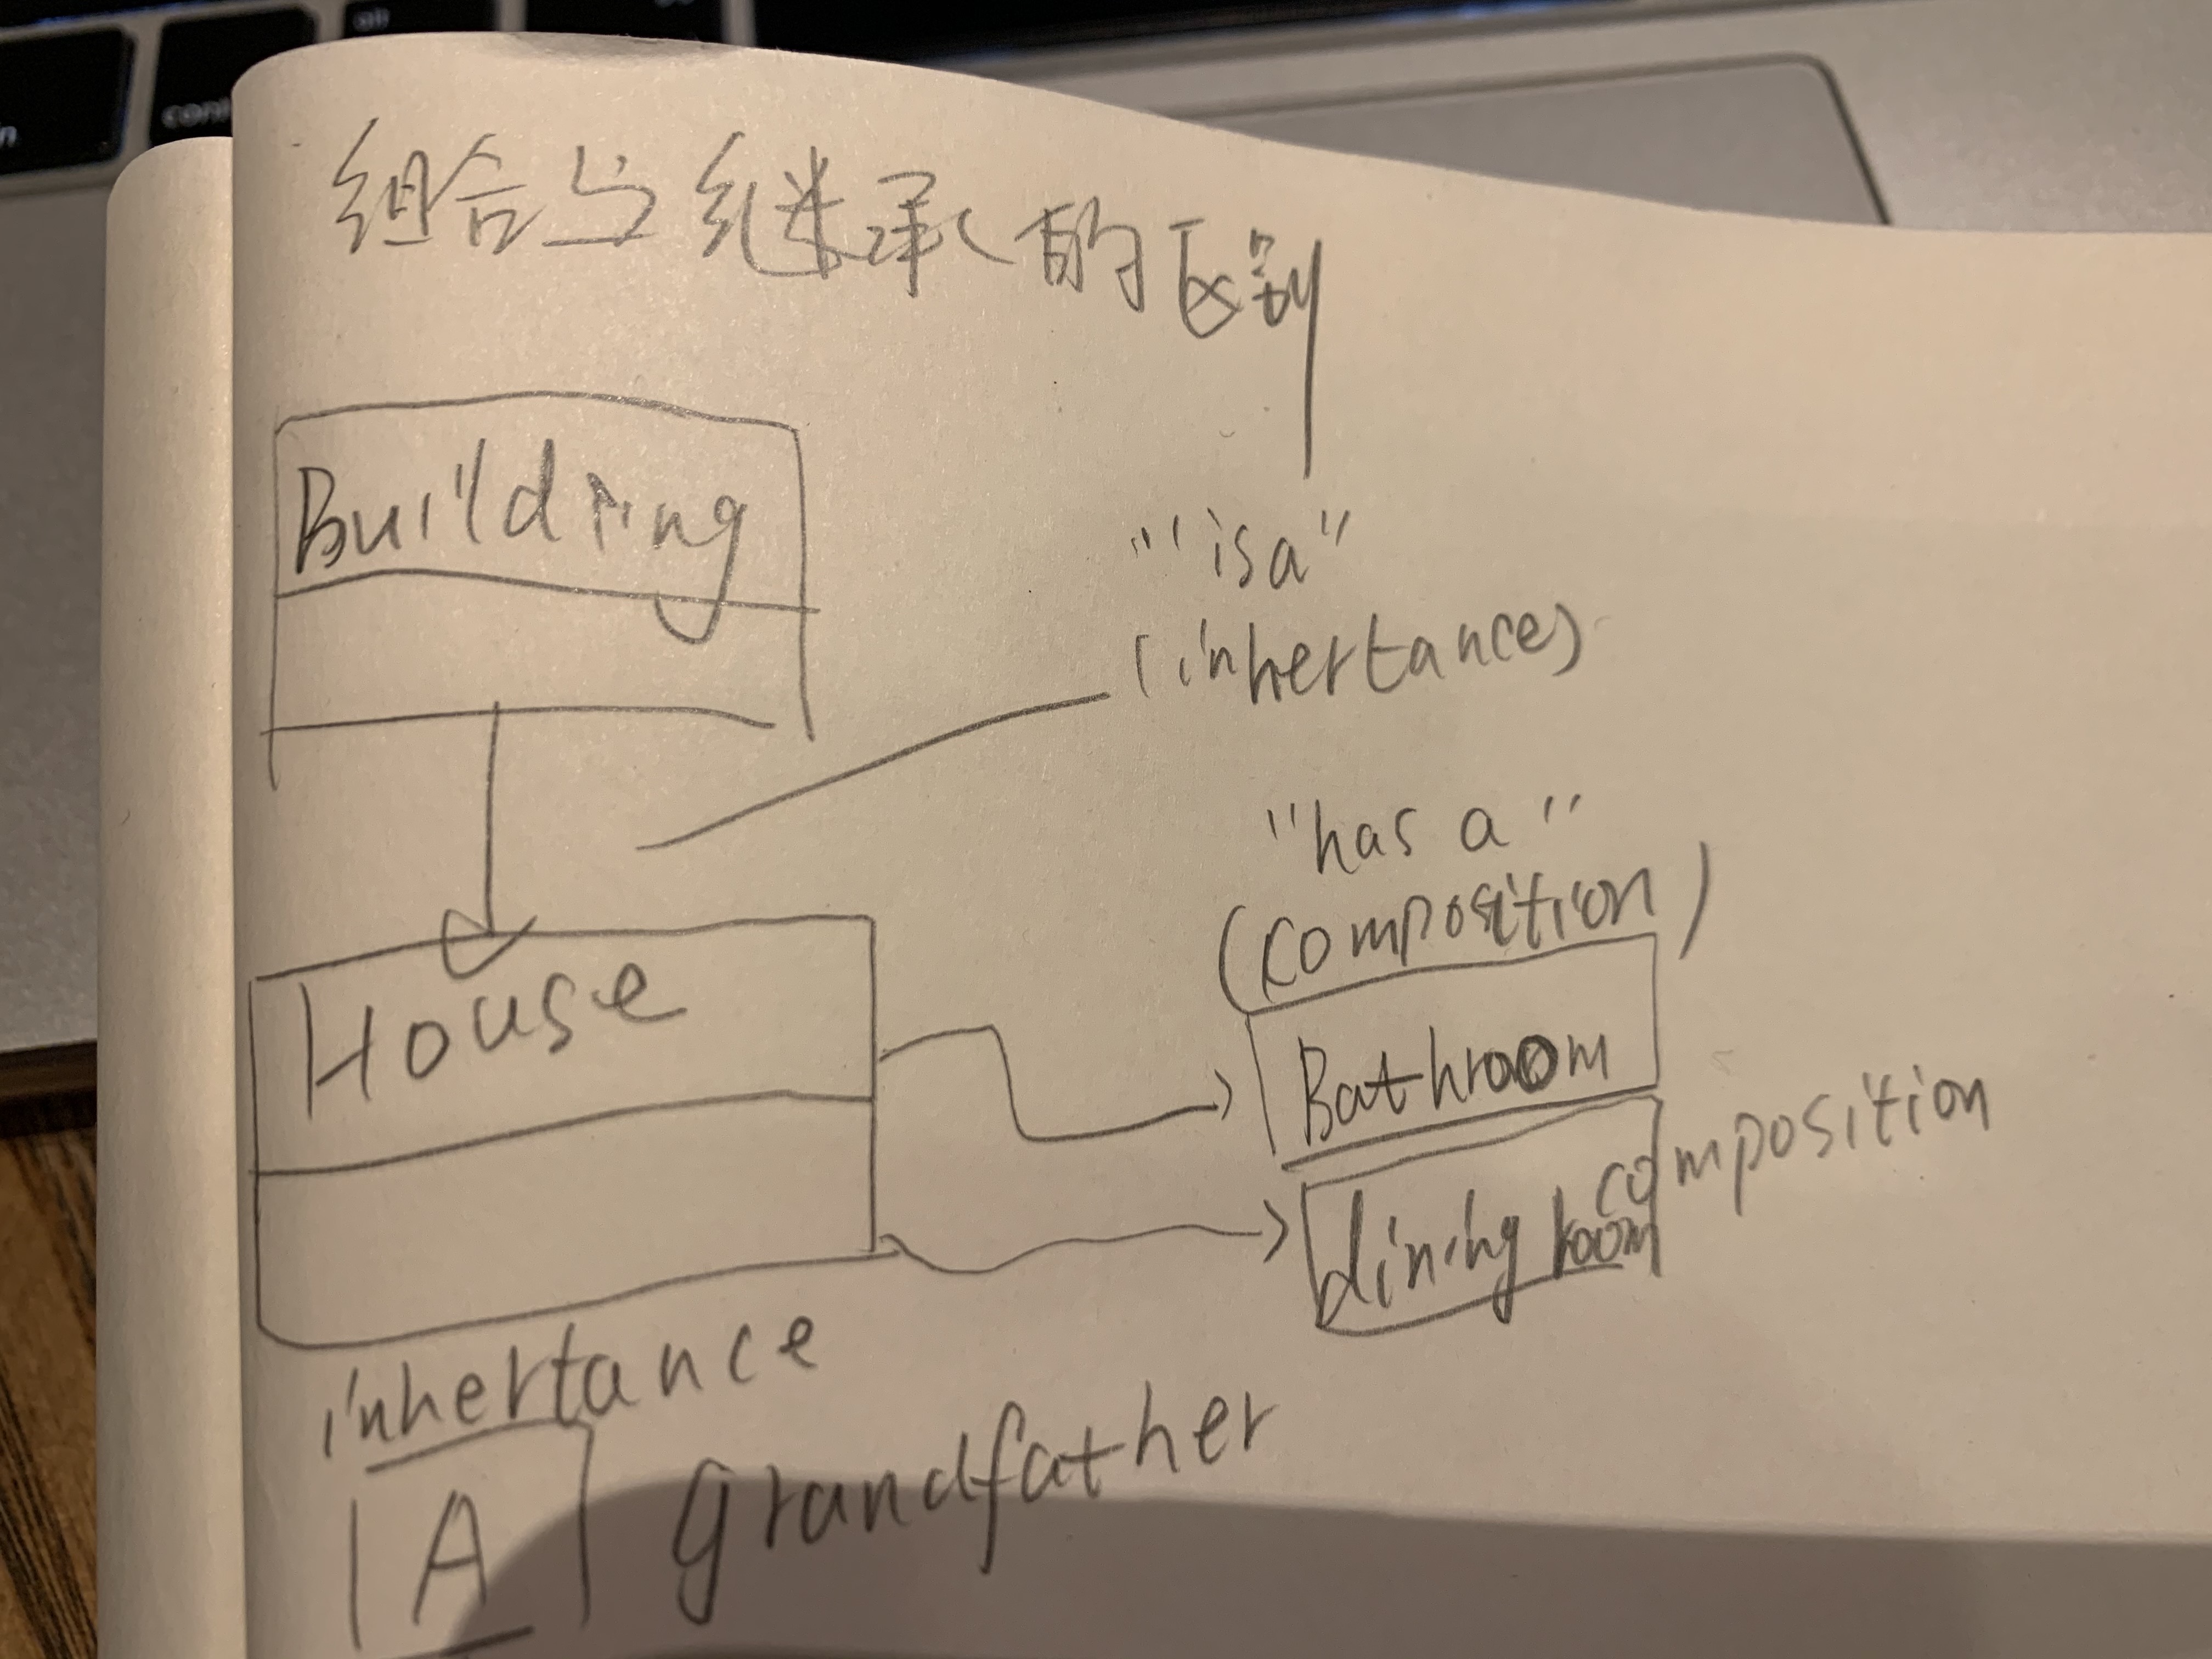 组合与继承的区别
Building
"'isa"
(inhertance)
"has a"
(composition)
House
Bathroom
composition
dining room
inhertance
A
grandfather
alt